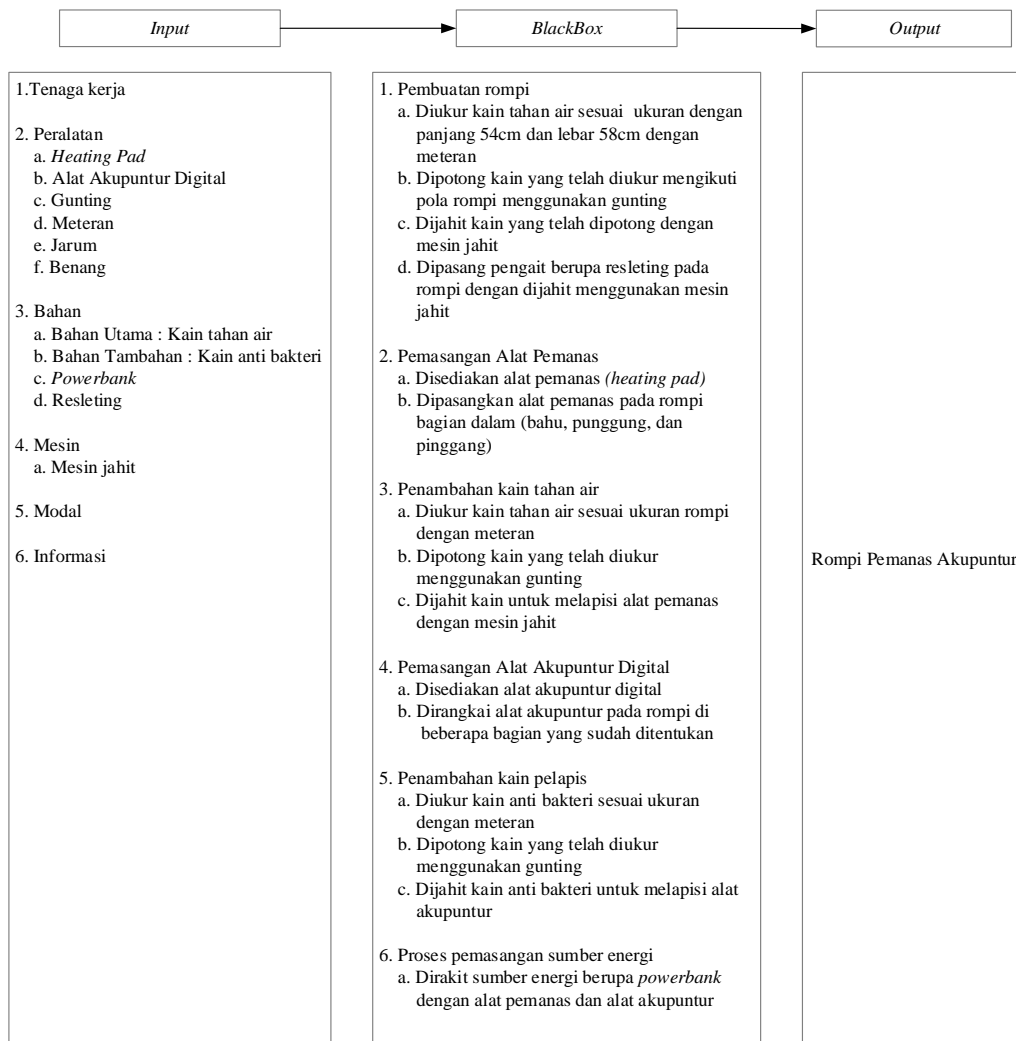 Input
BlackBox
Output
1.Tenaga kerja
2. Peralatan
a. Heating Pad
b. Alat Akupuntur Digital
c. Gunting
d. Meteran
e. Jarum
f. Benang
3. Bahan
a. Bahan Utama : Kain tahan air
b. Bahan Tambahan : Kain anti bakteri
c. Powerbank
d. Resleting
4. Mesin
a. Mesin jahit
5. Modal
6. Informasi
1. Pembuatan rompi
a. Diukur kain tahan air sesuai ukuran dengan
panjang 54cm dan lebar 58cm dengan
meteran
b. Dipotong kain yang telah diukur mengikuti
pola rompi menggunakan gunting
c. Dijahit kain yang telah dipotong dengan
mesin jahit
d. Dipasang pengait berupa resleting pada
rompi dengan dijahit menggunakan mesin
jahit
2. Pemasangan Alat Pemanas
a. Disediakan alat pemanas (heating pad)
b. Dipasangkan alat pemanas pada rompi
bagian dalam (bahu, punggung, dan
pinggang)
3. Penambahan kain tahan air
a. Diukur kain tahan air sesuai ukuran rompi
dengan meteran
b. Dipotong kain yang telah diukur
menggunakan gunting
c. Dijahit kain untuk melapisi alat pemanas
dengan mesin jahit
4. Pemasangan Alat Akupuntur Digital
a. Disediakan alat akupuntur digital
b. Dirangkai alat akupuntur pada rompi di
beberapa bagian yang sudah ditentukan
5. Penambahan kain pelapis
a. Diukur kain anti bakteri sesuai ukuran
dengan meteran
b. Dipotong kain yang telah diukur
menggunakan gunting
c. Dijahit kain anti bakteri untuk melapisi alat
akupuntur
6. Proses pemasangan sumber energi
a. Dirakit sumber energi berupa powerbank
dengan alat pemanas dan alat akupuntur
Rompi Pemanas Akupuntur